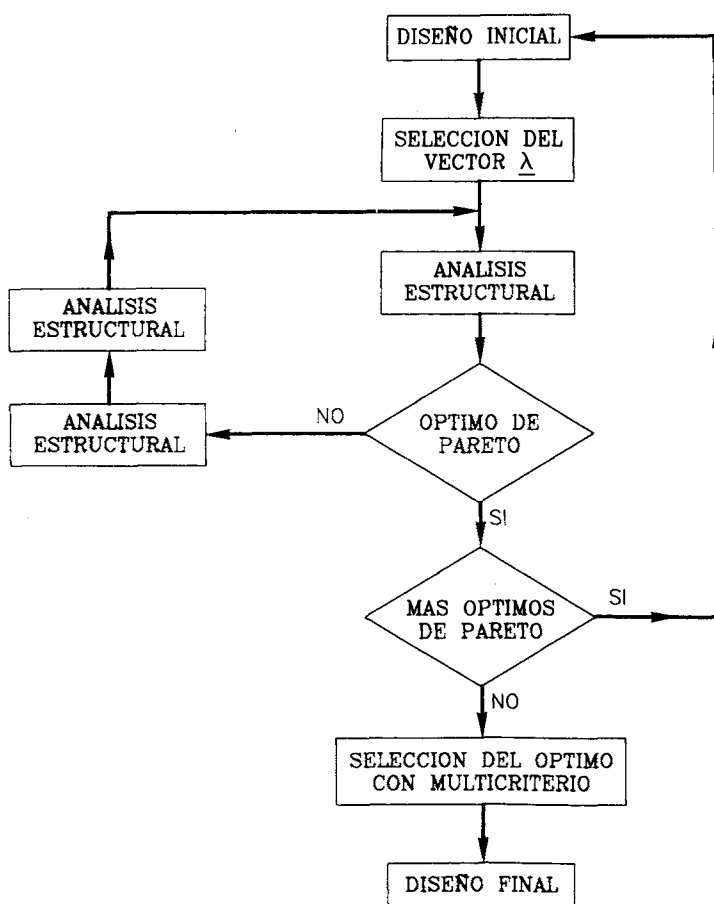 DISEÑO INICIAL
SELECCION DEL
VECTOR λ
ANALISIS
ESTRUCTURAL
ANALISIS
ESTRUCTURAL
ANALISIS
ESTRUCTURAL
NO
OPTIMO DE
PARETO
SI
MAS OPTIMOS
DE PARETO
SI
NO
SELECCION DEL OPTIMO
CON MULTICRITERIO
DISEÑO FINAL